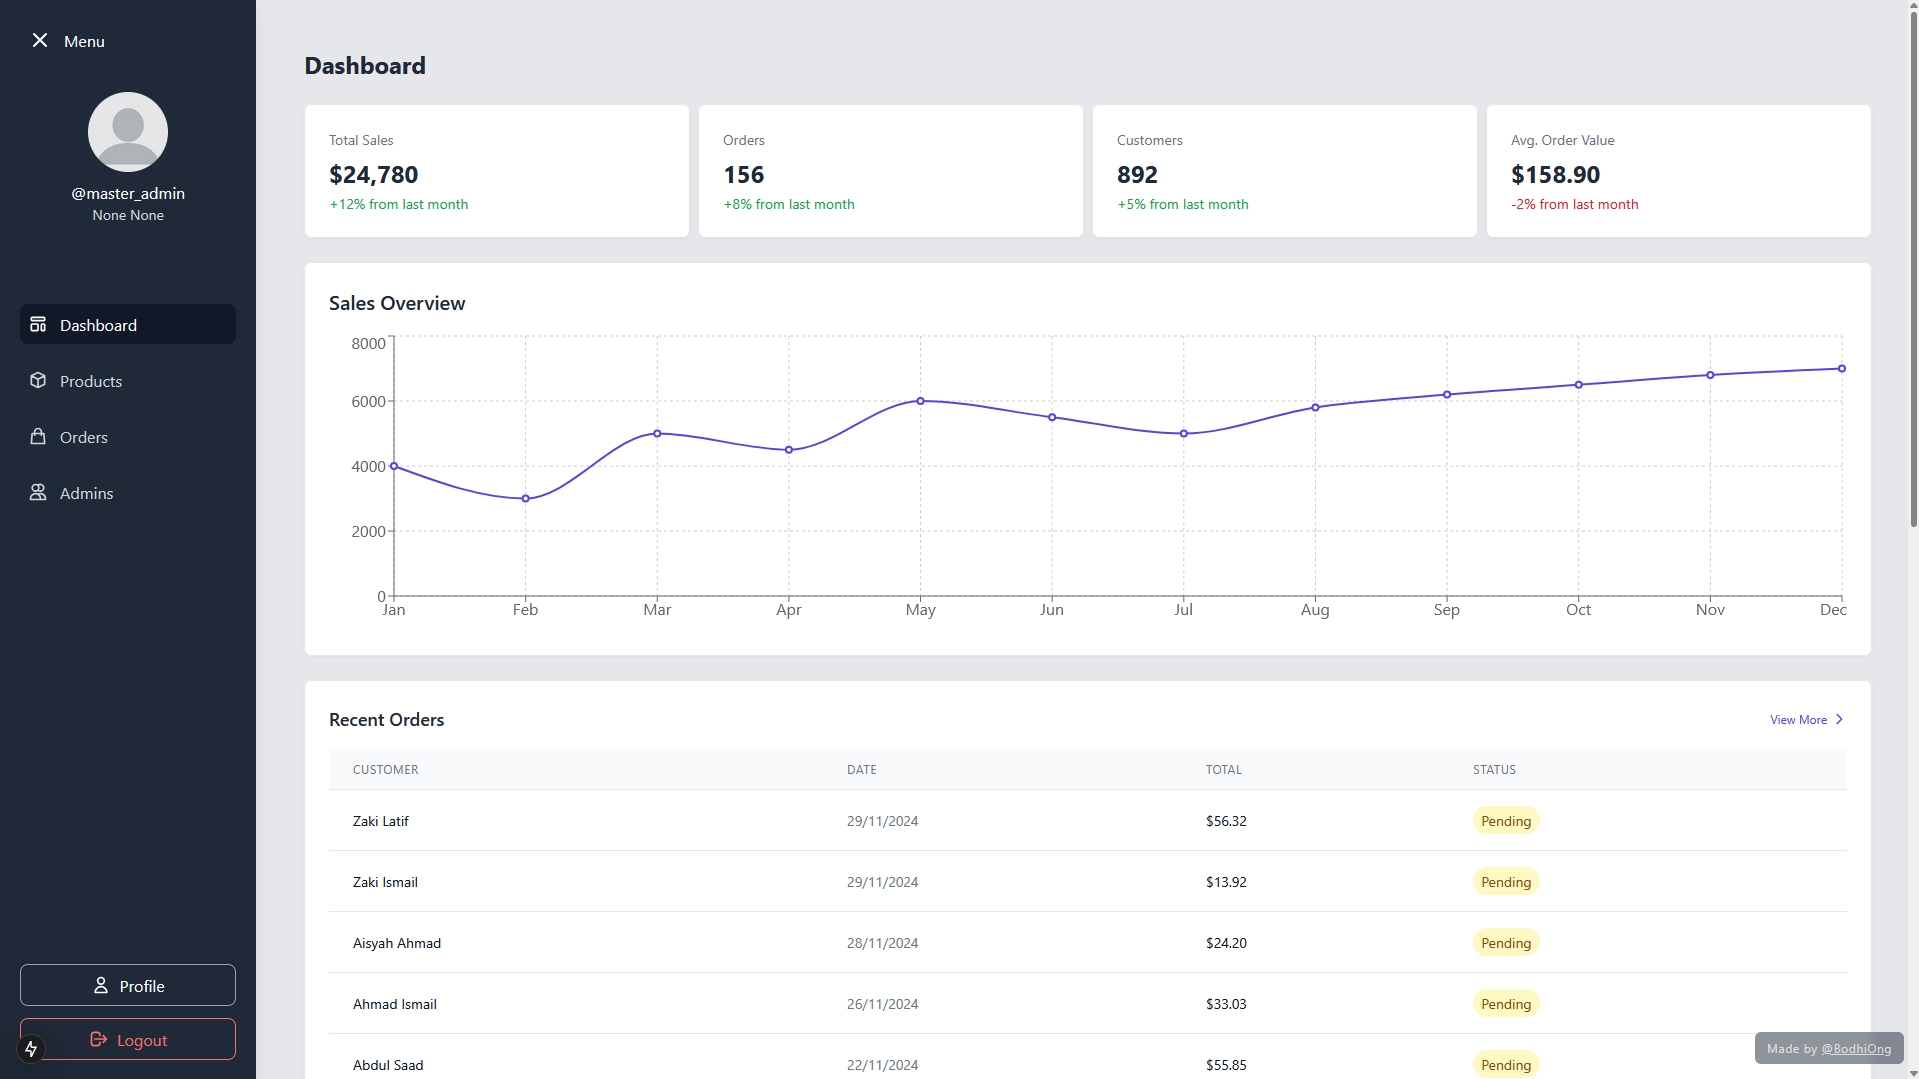 Menu
@master_admin
None None
Dashboard
Products
Orders
Admins
Profile
Logout
Dashboard
Total Sales
$24,780
+12% from last month
Orders
156
+8% from last month
Customers
892
+5% from last month
Avg. Order Value
$158.90
-2% from last month
Sales Overview
8000
6000
4000
2000
0
Jan Feb Mar Apr May Jun Jul Aug Sep Oct Nov Dec
Recent Orders
View More
CUSTOMER DATE TOTAL STATUS
Zaki Latif 29/11/2024 $56.32 Pending
Zaki Ismail 29/11/2024 $13.92 Pending
Aisyah Ahmad 28/11/2024 $24.20 Pending
Ahmad Ismail 26/11/2024 $33.03 Pending
Abdul Saad 22/11/2024 $55.85 Pending
Made by @BodhiOng